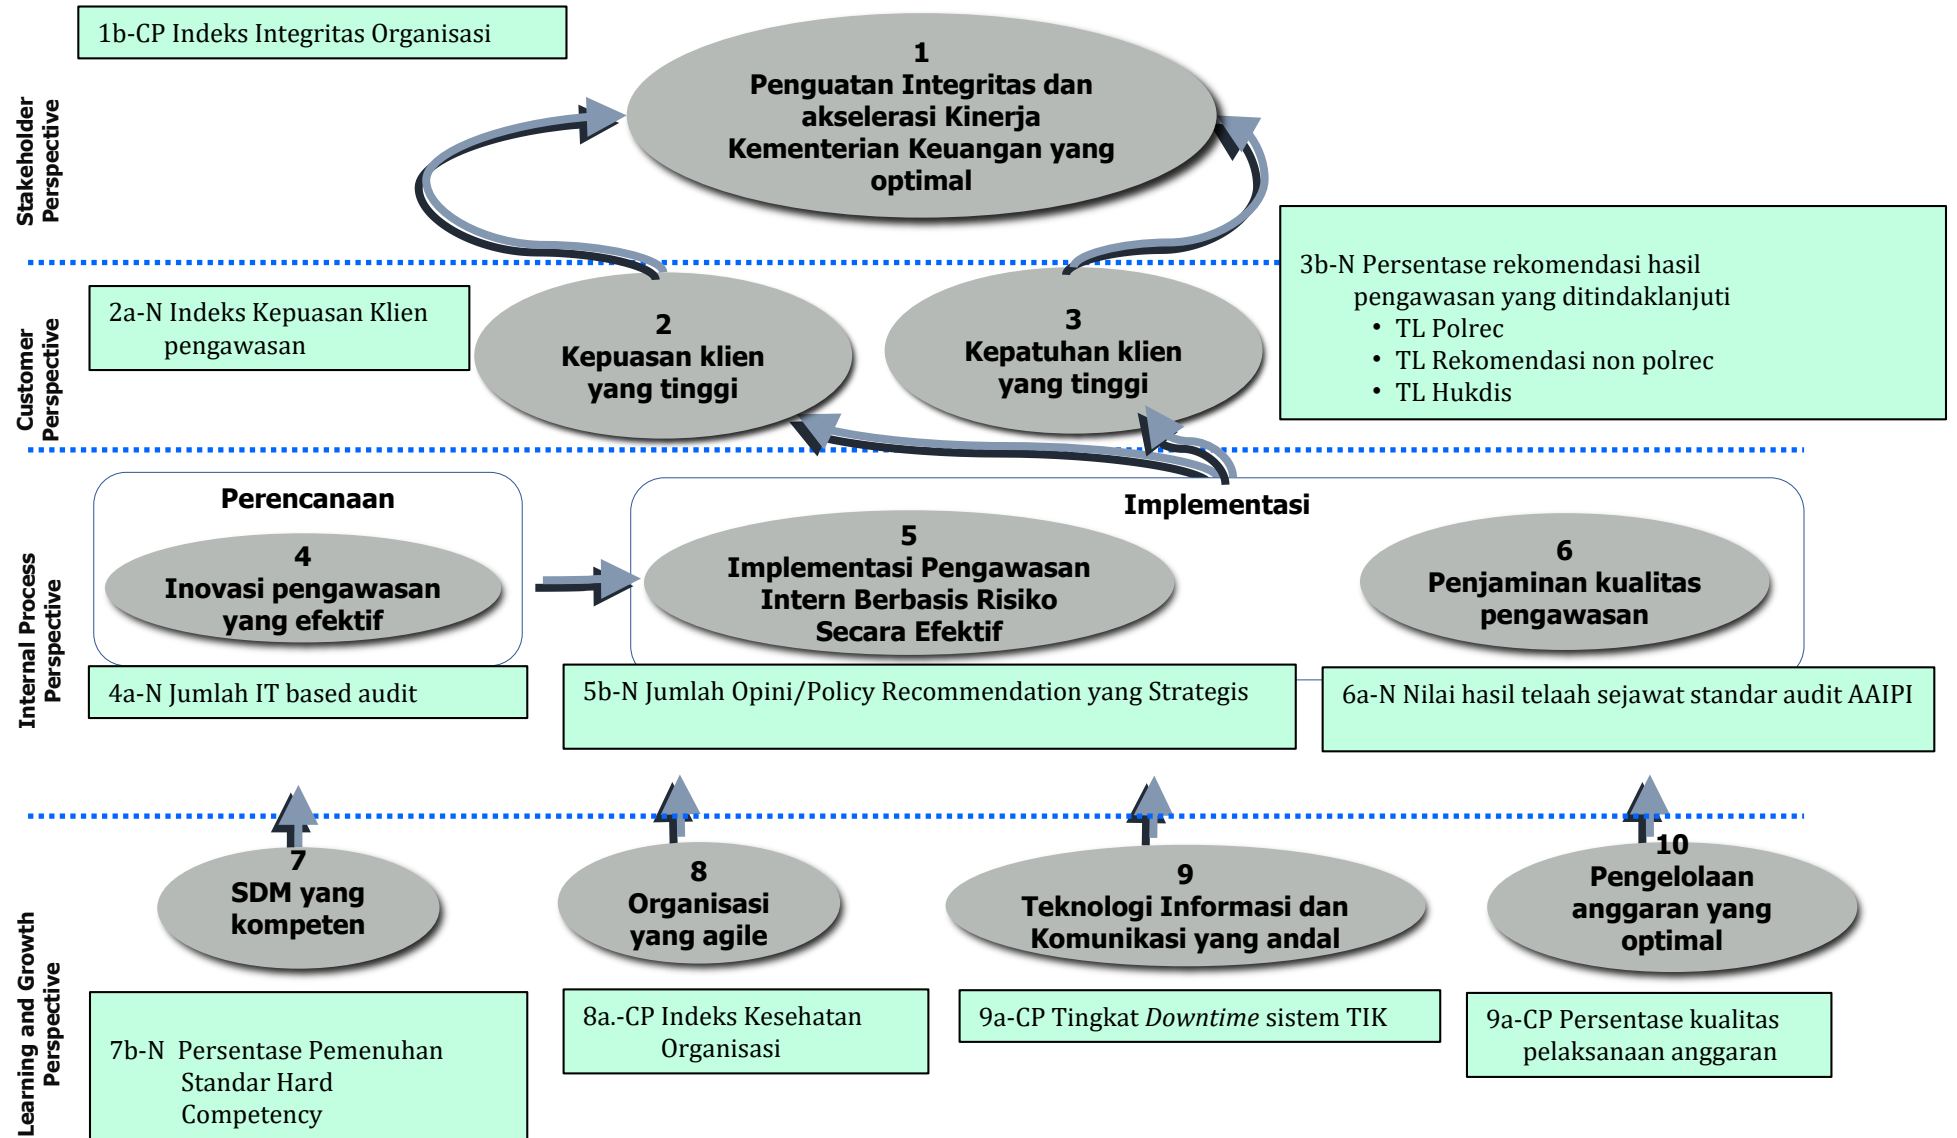 1b-CP Indeks Integritas Organisasi
1
Penguatan Integritas dan
akselerasi Kinerja
Kementerian Keuangan yang
optimal
Stakeholder
Perspective
2a-N Indeks Kepuasan Klien
pengawasan
2
Kepuasan klien
yang tinggi
3
Kepatuhan klien
yang tinggi
3b-N Persentase rekomendasi hasil
pengawasan yang ditindaklanjuti
• TL Polrec
• TL Rekomendasi non polrec
• TL Hukdis
Customer
Perspective
Perencanaan
4
Inovasi pengawasan
yang efektif
Implementasi
5
Implementasi Pengawasan
Intern Berbasis Risiko
Secara Efektif
6
Penjaminan kualitas
pengawasan
4a-N Jumlah IT based audit
5b-N Jumlah Opini/Policy Recommendation yang Strategis
6a-N Nilai hasil telaah sejawat standar audit AAIPI
Internal Process
Perspective
7
SDM yang
kompeten
8
Organisasi
yang agile
9
Teknologi Informasi dan
Komunikasi yang andal
10
Pengelolaan
anggaran yang
optimal
7b-N Persentase Pemenuhan
Standar Hard
Competency
8a.-CP Indeks Kesehatan
Organisasi
9a-CP Tingkat Downtime sistem TIK
9a-CP Persentase kualitas
pelaksanaan anggaran
Learning and Growth
Perspective